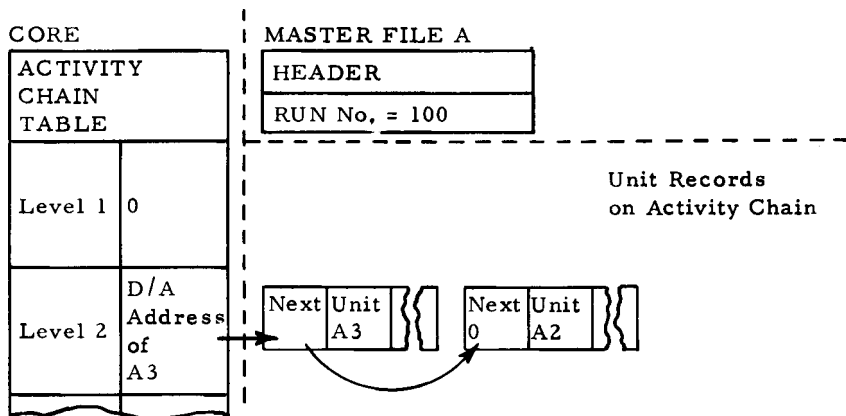 CORE
ACTIVITY
CHAIN
TABLE
Level 1
0
Level 2
D/A
Address
of
A3
MASTER FILE A
HEADER
RUN No. = 100
Unit Records
on Activity Chain
Next
Unit
A3
Next
0
Unit
A2